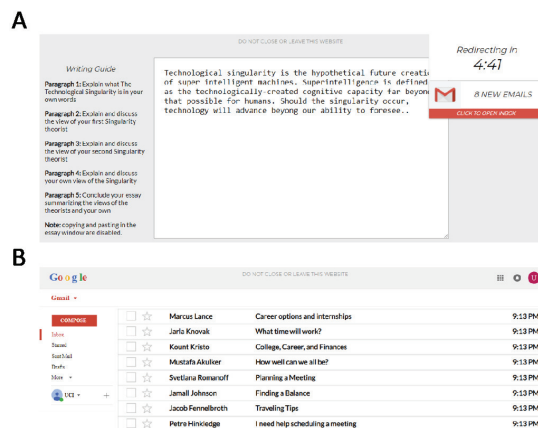 A
DO NOT CLOSE OR LEAVE THIS WEBSITE
Redirecting In
4:41
8 NEW EMAILS
CLICK TO OPEN INBOX
Writing Guide
Paragraph 1: Explain what The
Technological Singularity is in your
own words
Paragraph 2: Explain and discuss
the view of your first Singularity
theorist
Paragraph 3: Explain and discuss
the view of your second Singularity
theorist
Paragraph 4: Explain and discuss
your own view of the Singularity
Paragraph 5: Conclude your essay
summarizing the views of the
theorists and your own
Note: copying and pasting in the
essay window are disabled.
Technological singularity is the hypothetical future creatio
of super intelligent machines. Superintelligence is defined
as the technologically-created cognitive capacity far beyon
that possible for humans. Should the singularity occur,
technology will advance beyong our ability to foresee..
B
Google
DO NOT CLOSE OR LEAVE THIS WEBSITE
U
Gmail
COMPOSE
Inbox
Starred
Sent Mail
Drafts
More
UCI
+
Marcus Lance Career options and internships 9:13 PM
Jarla Knovak What time will work? 9:13 PM
Kount Kristo College, Career, and Finances 9:13 PM
Mustafa Akulker How well can we all be? 9:13 PM
Svetlana Romanoff Planning a Meeting 9:13 PM
Jamall Johnson Finding a Balance 9:13 PM
Jacob Fennelbroth Traveling Tips 9:13 PM
Petra Hinkledge I need help scheduling a meeting 9:13 PM